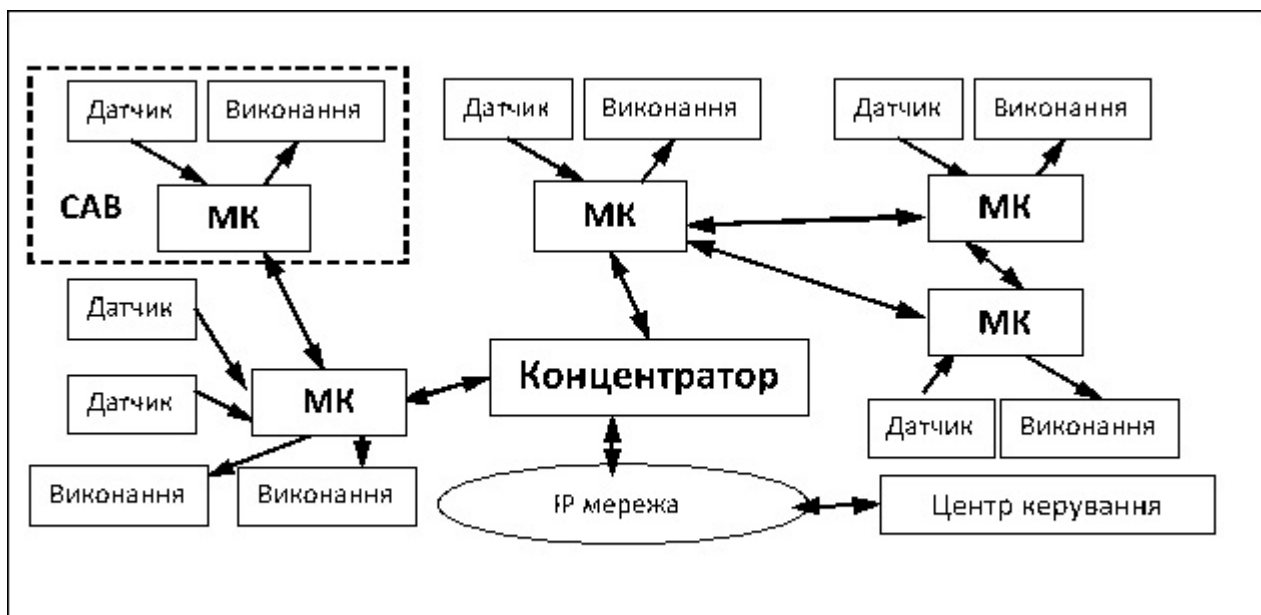 Датчик
Виконання
Датчик
Виконання
Датчик
Виконання
САВ
МК
МК
МК
Датчик
МК
Концентратор
Датчик
МК
Датчик
Виконання
Виконання
Виконання
IP мережа
Центр керування